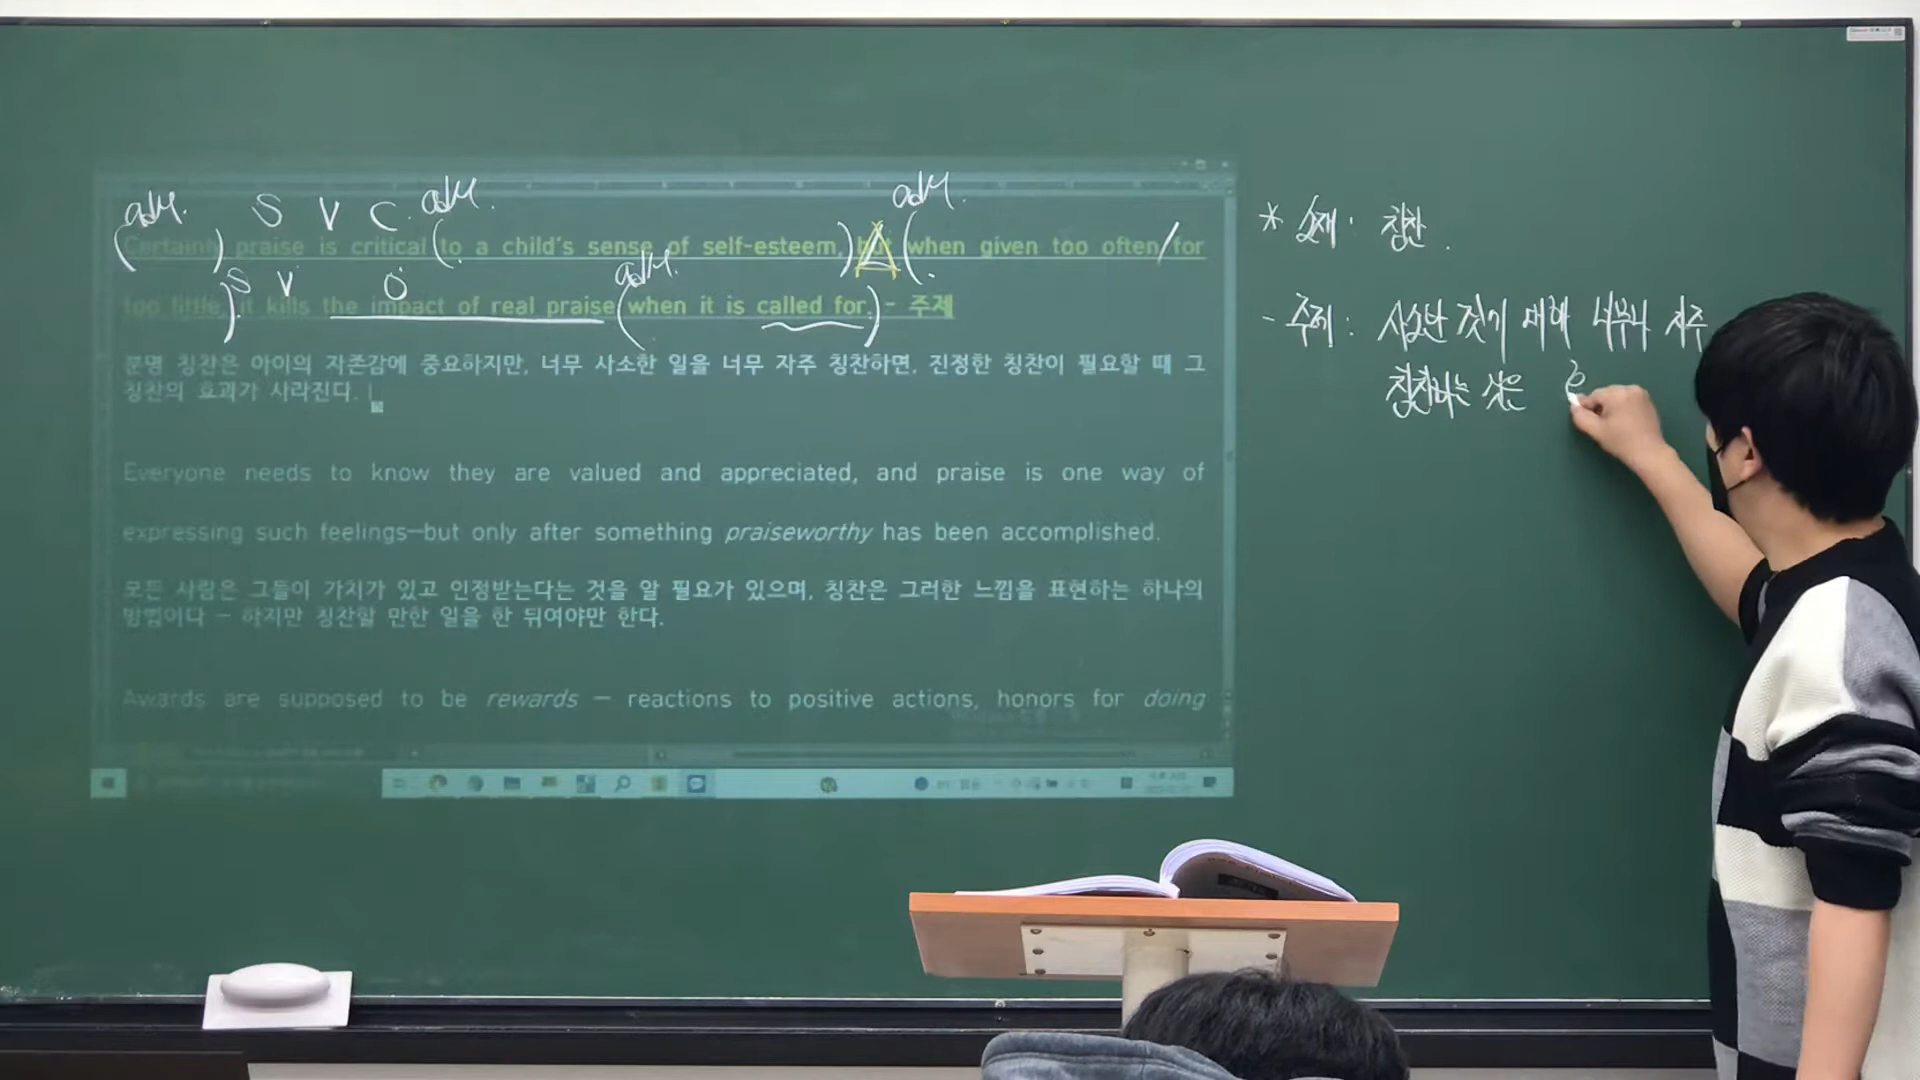 adM. S V C. adM. adM.
(Certainly) praise is critical (to a child's sense of self-esteem,) but (when given too often/for
S V O adM.
too little,) it kills the impact of real praise (when it is called for.) - 주제
분명 칭찬은 아이의 자존감에 중요하지만, 너무 사소한 일을 너무 자주 칭찬하면, 진정한 칭찬이 필요할 때 그
칭찬의 효과가 사라진다.
Everyone needs to know they are valued and appreciated, and praise is one way of
expressing such feelings—but only after something praiseworthy has been accomplished.
모든 사람은 그들이 가치가 있고 인정받는다는 것을 알 필요가 있으며, 칭찬은 그러한 느낌을 표현하는 하나의
방법이다 - 하지만 칭찬할 만한 일을 한 뒤여야만 한다.
Awards are supposed to be rewards — reactions to positive actions, honors for doing
* 소재: 칭찬.
- 주제: 사소한 것에 대해 너무나 자주
칭찬하는 것은